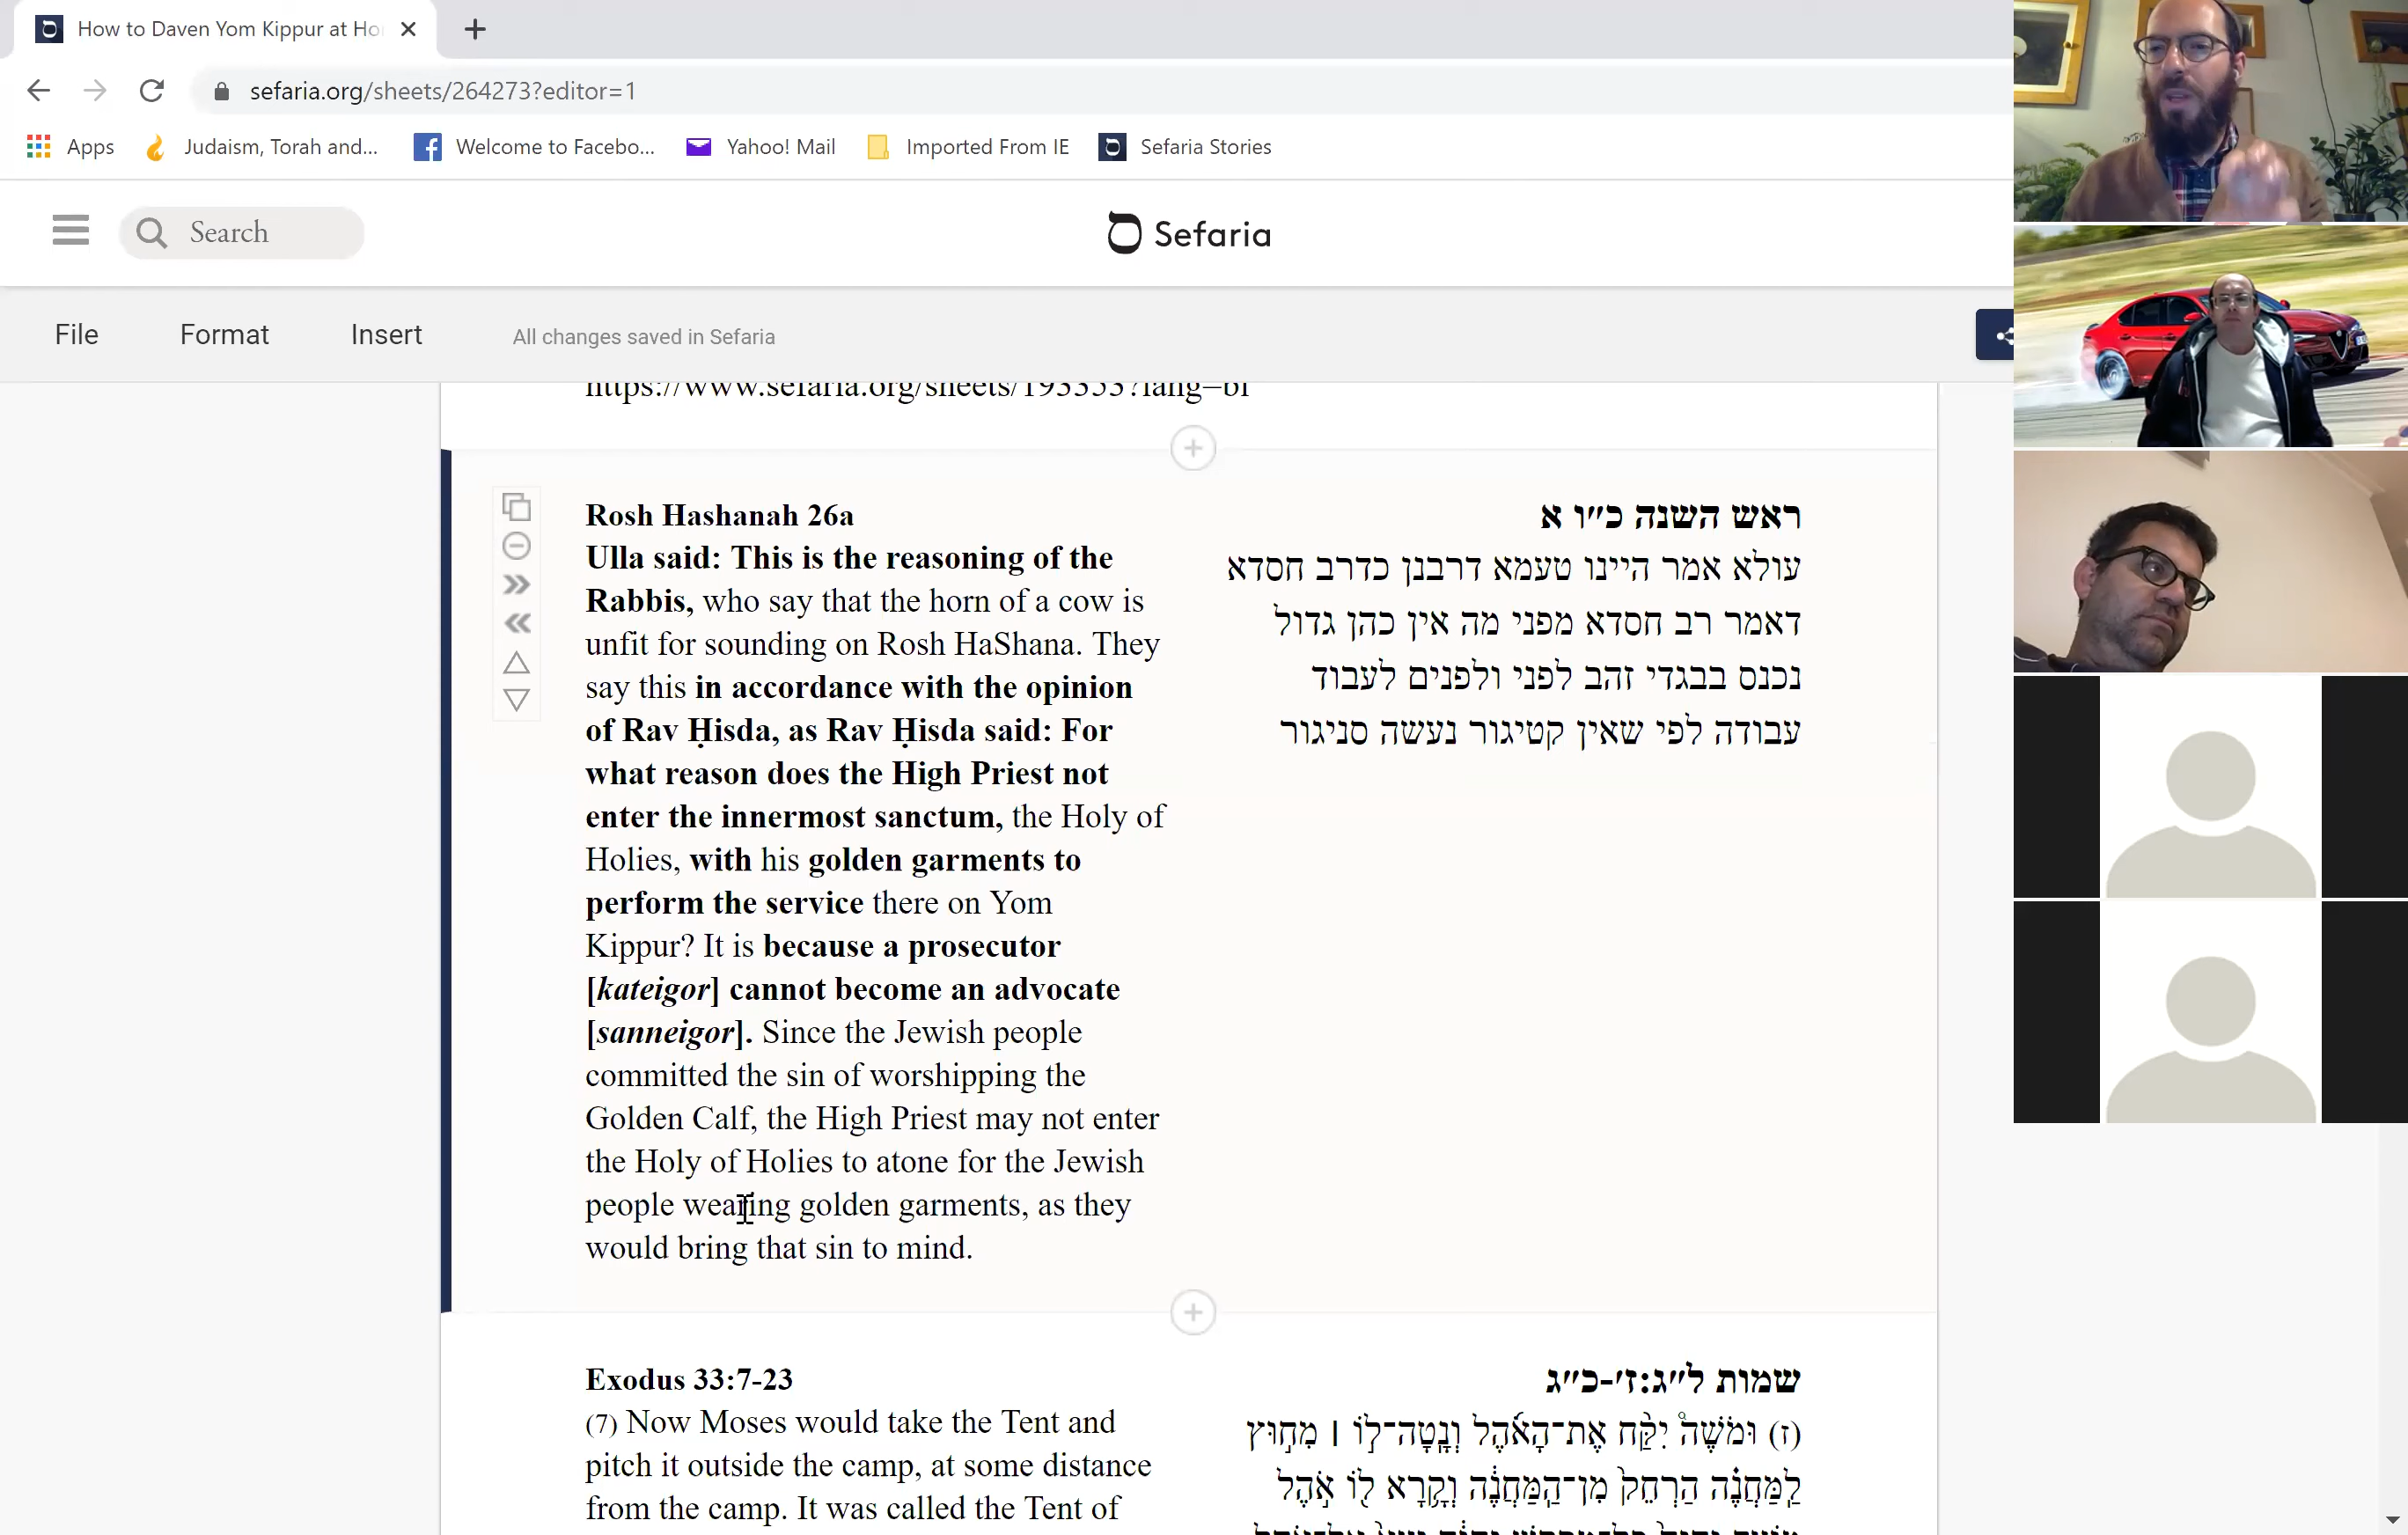 How to Daven Yom Kippur at Ho
sefaria.org/sheets/264273?editor=1
Apps
Judaism, Torah and...
Welcome to Facebo...
Yahoo! Mail
Imported From IE
Sefaria Stories
Search
Sefaria
File
Format
Insert
All changes saved in Sefaria
https://www.sefaria.org/sheets/193353?lang=bi
Rosh Hashanah 26a
Ulla said: This is the reasoning of the
Rabbis, who say that the horn of a cow is
unfit for sounding on Rosh HaShana. They
say this in accordance with the opinion
of Rav Ḥisda, as Rav Ḥisda said: For
what reason does the High Priest not
enter the innermost sanctum, the Holy of
Holies, with his golden garments to
perform the service there on Yom
Kippur? It is because a prosecutor
[kateigor] cannot become an advocate
[sanneigor]. Since the Jewish people
committed the sin of worshipping the
Golden Calf, the High Priest may not enter
the Holy of Holies to atone for the Jewish
people wearing golden garments, as they
would bring that sin to mind.
ראש השנה כ״ו א
עולא אמר היינו טעמא דרבנן כדרב חסדא
דאמר רב חסדא מפני מה אין כהן גדול
נכנס בבגדי זהב לפני ולפנים לעבוד
עבודה לפי שאין קטיגור נעשה סניגור
Exodus 33:7-23
(7) Now Moses would take the Tent and
pitch it outside the camp, at some distance
from the camp. It was called the Tent of
שמות ל״ג:ז׳-כ״ג
(ז) וּמֹשֶׁה֩ יִקַּ֨ח אֶת־הָאֹ֜הֶל וְנָֽטָה־ל֣וֹ ׀ מִח֣וּץ
לַֽמַּחֲנֶ֗ה הַרְחֵק֙ מִן־הַֽמַּחֲנֶ֔ה וְקָ֥רָא ל֖וֹ אֹ֣הֶל